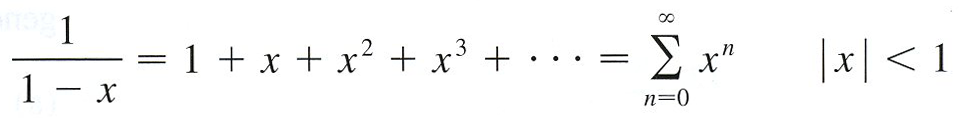 1/(1 − x) = 1 + x + x² + x³ + ⋯ = ∑_{n=0}^{∞} xⁿ  |x| < 1